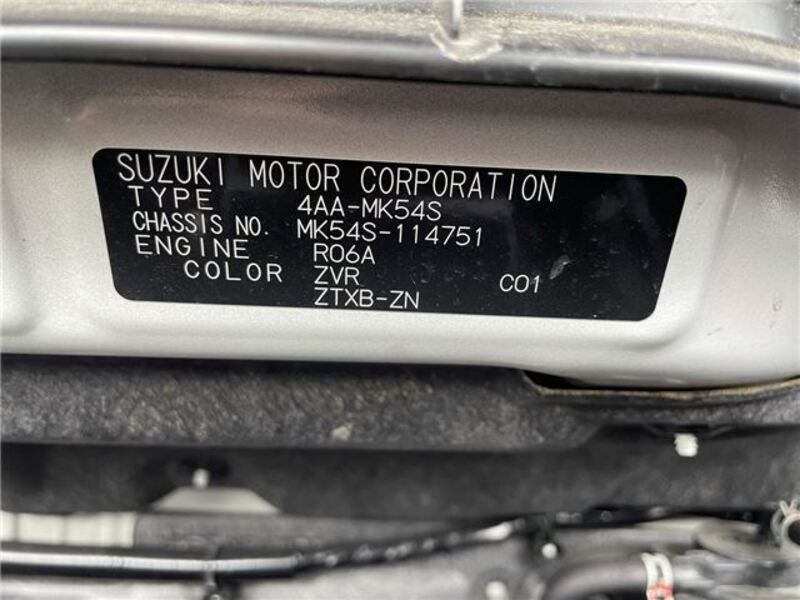 SUZUKI MOTOR CORPORATION
TYPE 4AA-MK54S
CHASSIS NO. MK54S-114751
ENGINE R06A
COLOR ZVR C01
ZTXB-ZN